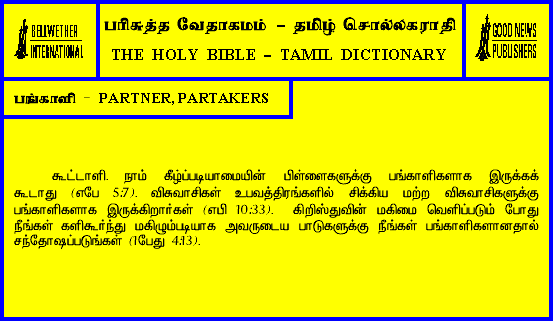 BELLWETHER
INTERNATIONAL
பரிசுத்த வேதாகமம் - தமிழ் சொல்லகராதி
THE HOLY BIBLE - TAMIL DICTIONARY
GOOD NEWS
PUBLISHERS
பங்காளி - PARTNER, PARTAKERS
கூட்டாளி. நாம் கீழ்ப்படியாமையின் பிள்ளைகளுக்கு பங்காளிகளாக இருக்கக்
கூடாது (எபே 5:7). விசுவாசிகள் உபவத்திரங்களில் சிக்கிய மற்ற விசுவாசிகளுக்கு
பங்காளிகளாக இருக்கிறார்கள் (எபி 10:33). கிறிஸ்துவின் மகிமை வெளிப்படும் போது
நீங்கள் களிகூர்ந்து மகிழும்படியாக அவருடைய பாடுகளுக்கு நீங்கள் பங்காளிகளானதால்
சந்தோஷப்படுங்கள் (1பேது 4:13).